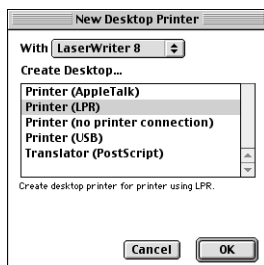 New Desktop Printer
With LaserWriter 8
Create Desktop...
Printer (AppleTalk)
Printer (LPR)
Printer (no printer connection)
Printer (USB)
Translator (PostScript)
Create desktop printer for printer using LPR.
Cancel OK